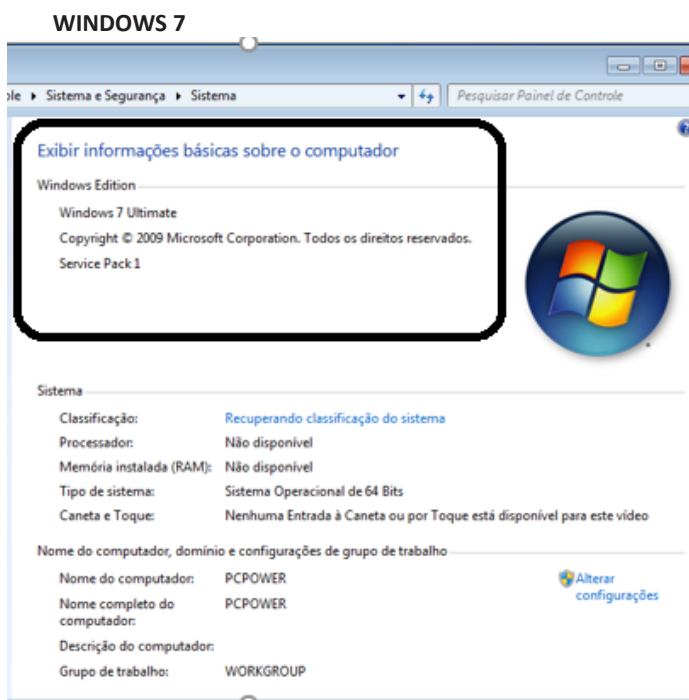 WINDOWS 7
Sistema e Segurança Sistema
Pesquisar Painel de Controle
Exibir informações básicas sobre o computador
Windows Edition
Windows 7 Ultimate
Copyright © 2009 Microsoft Corporation. Todos os direitos reservados.
Service Pack 1
Sistema
Classificação: Recuperando classificação do sistema
Processador: Não disponível
Memória instalada (RAM): Não disponível
Tipo de sistema: Sistema Operacional de 64 Bits
Caneta e Toque: Nenhuma Entrada à Caneta ou por Toque está disponível para este vídeo
Nome do computador, domínio e configurações de grupo de trabalho
Nome do computador: PCPOWER
Alterar configurações
Nome completo do computador: PCPOWER
Descrição do computador:
Grupo de trabalho: WORKGROUP